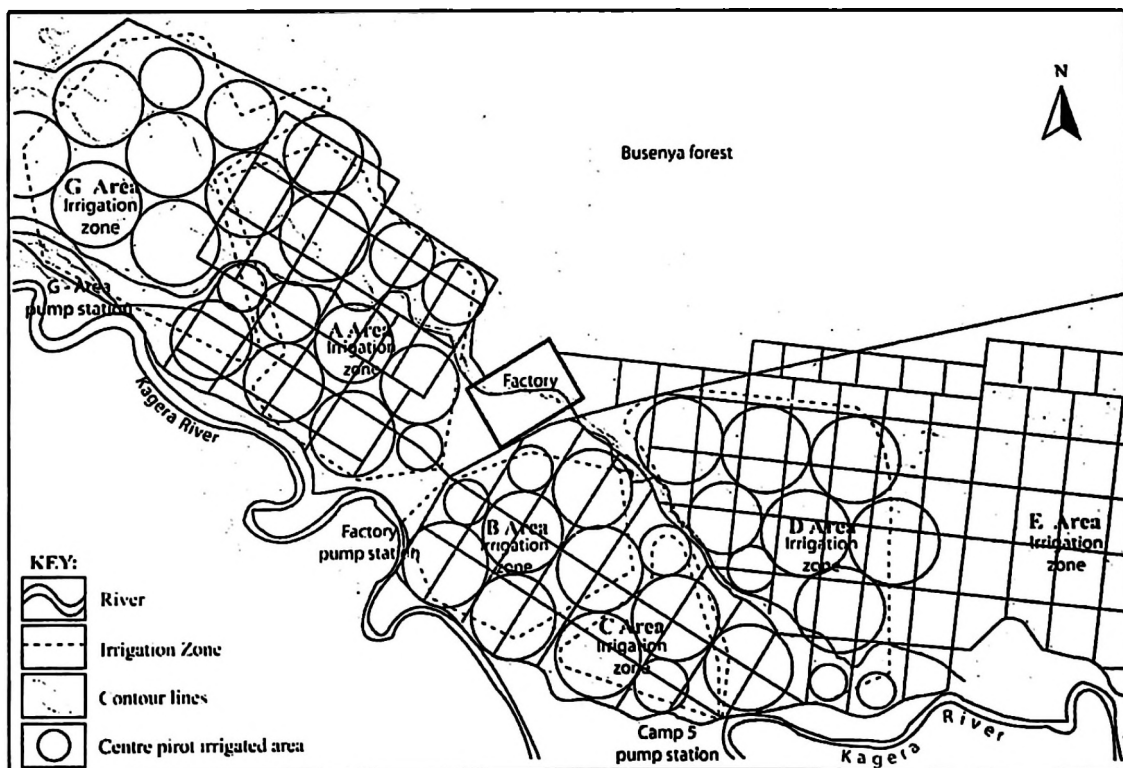 N
Busenya forest
G Area
Irrigation
zone
G - Area
pump station
A Area
Irrigation
zone
Kagera River
Factory
Factory
pump station
B Area
Irrigation
zone
D Area
Irrigation
zone
E Area
Irrigation
zone
C Area
Irrigation
zone
Camp 5
pump station
Kagera River
KEY:
River
Irrigation Zone
Contour lines
Centre pirot irrigated area